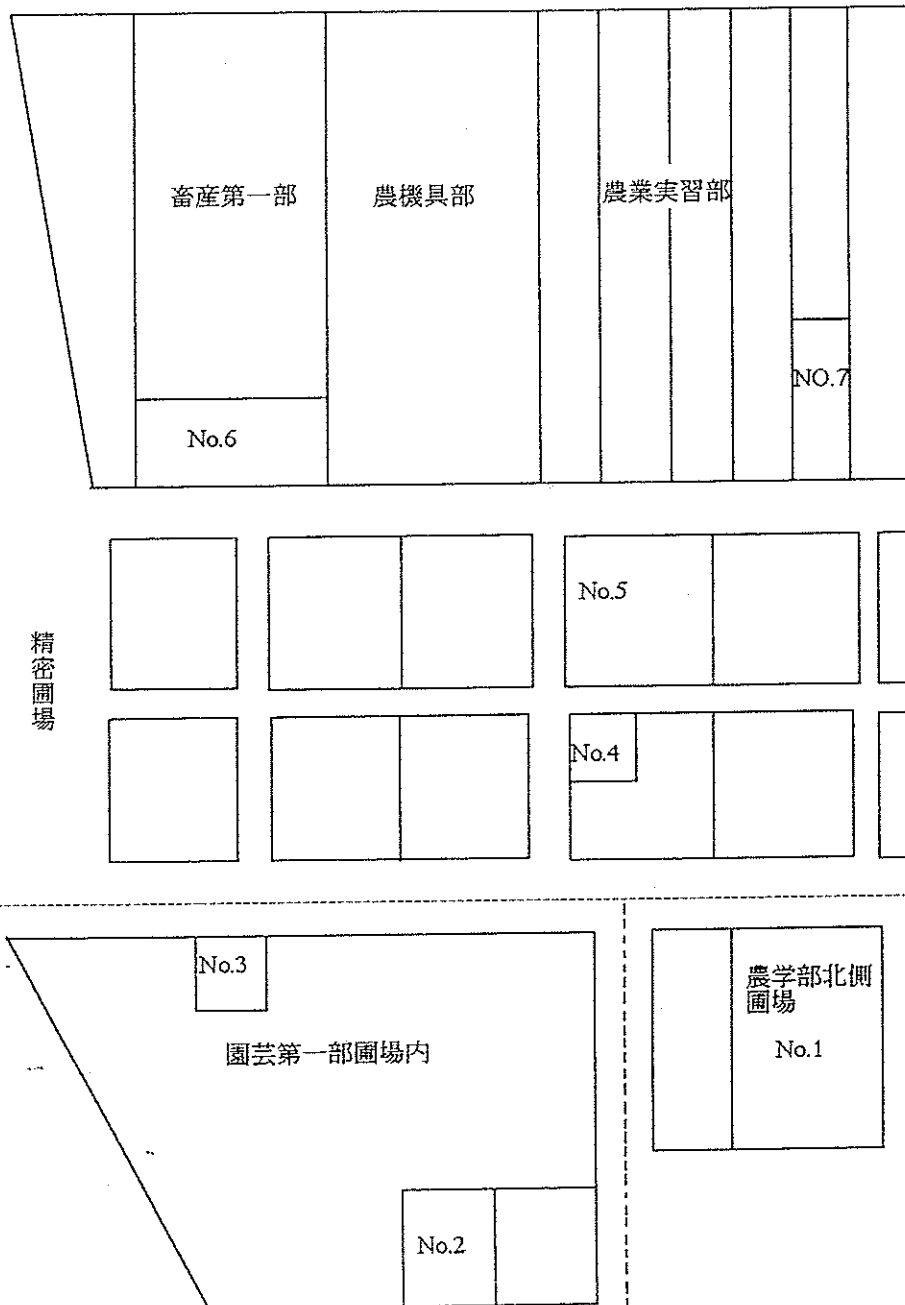 畜産第一部
農機具部
農業実習部
NO.7
No.6
精密圃場
No.5
No.4
No.3
園芸第一部圃場内
農学部北側
圃場
No.1
No.2